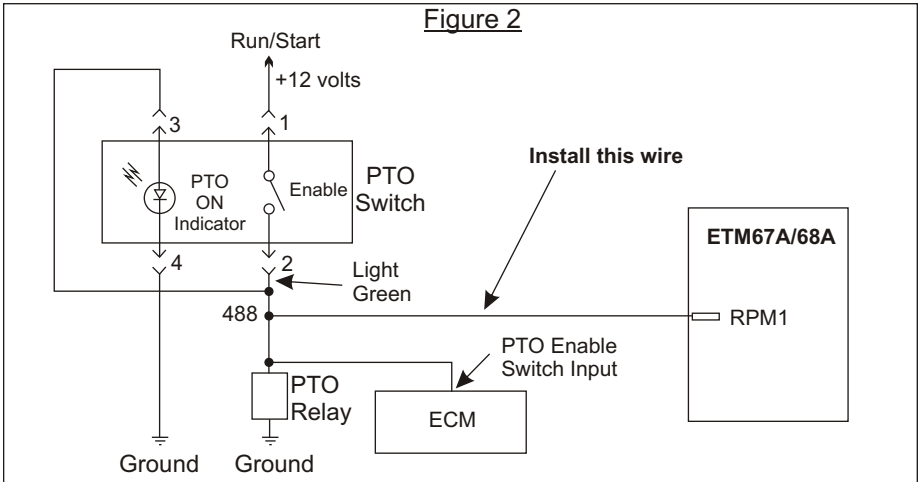 Figure 2
Run/Start
+12 volts
3
1
PTO
ON
Indicator
Enable
PTO
Switch
4
2
Light
Green
488
Install this wire
ETM67A/68A
RPM1
PTO Enable
Switch Input
PTO
Relay
ECM
Ground
Ground